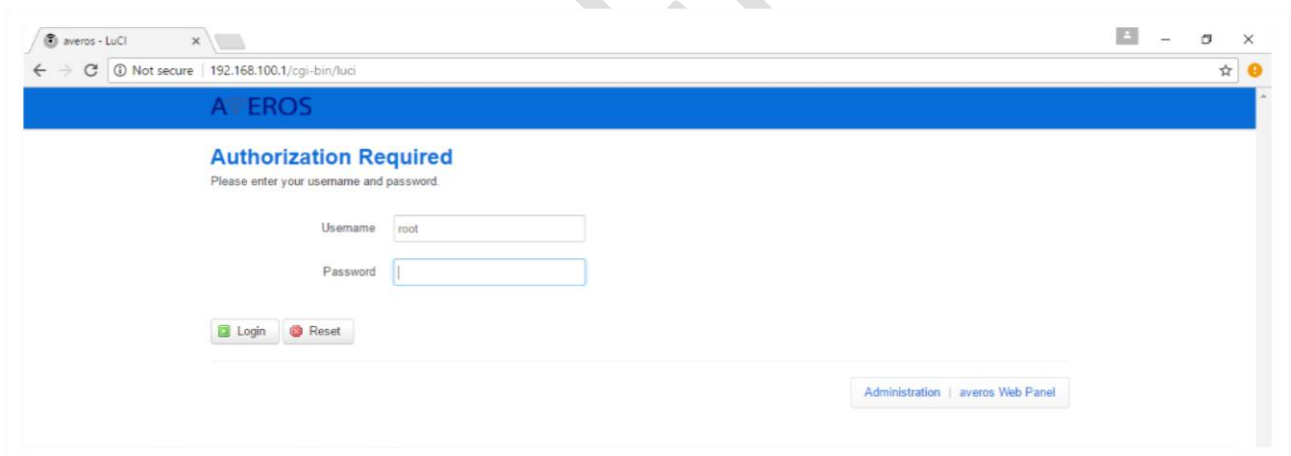 averos - LuCI
Not secure | 192.168.100.1/cgi-bin/luci
EROS
Authorization Required
Please enter your username and password.
Username root
Password
Login Reset
Administration | averos Web Panel